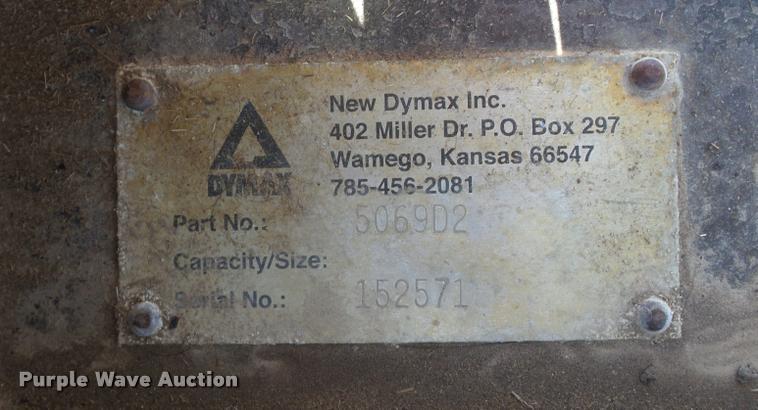 New Dymax Inc.
402 Miller Dr. P.O. Box 297
Wamego, Kansas 66547
785-456-2081
DYMAX
Part No.: 5069D2
Capacity/Size:
Serial No.: 152571
Purple Wave Auction